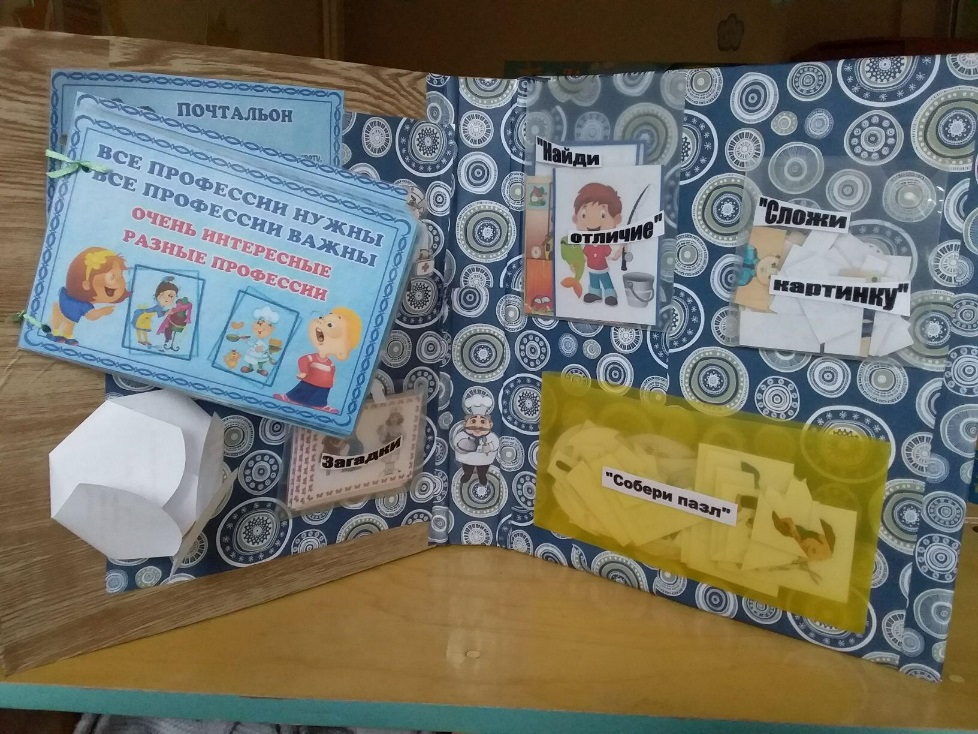 ПОЧТАЛЬОН
ВСЕ ПРОФЕССИИ НУЖНЫ
ВСЕ ПРОФЕССИИ ВАЖНЫ
ОЧЕНЬ ИНТЕРЕСНЫЕ
РАЗНЫЕ ПРОФЕССИИ
Загадки
"Найди
отличие"
"Сложи
картинку"
"Собери пазл"